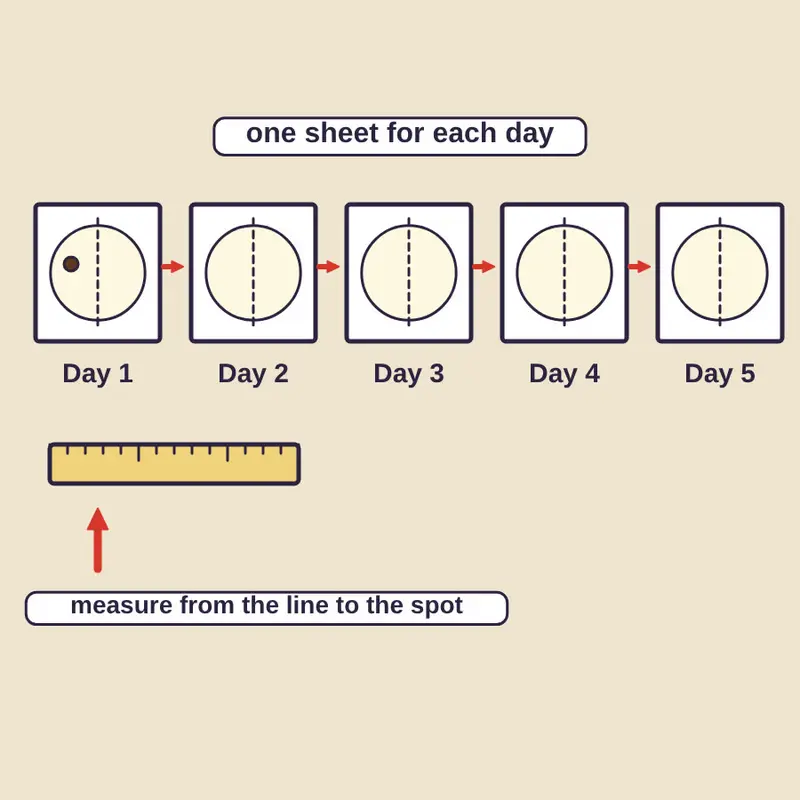 one sheet for each day
Day 1 Day 2 Day 3 Day 4 Day 5
measure from the line to the spot